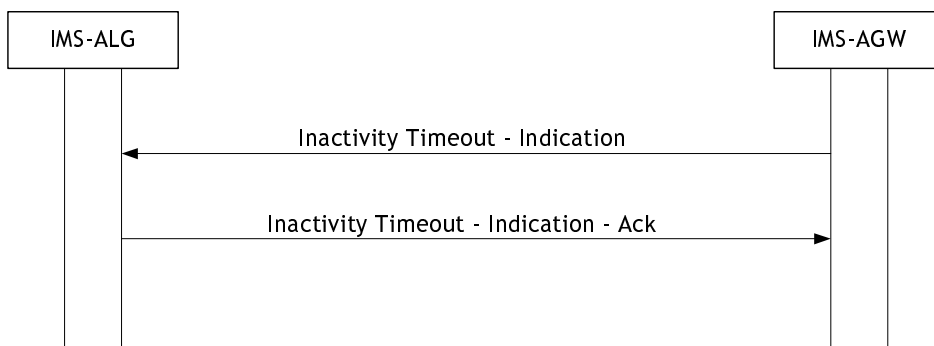 IMS-ALG
IMS-AGW
Inactivity Timeout - Indication
Inactivity Timeout - Indication - Ack